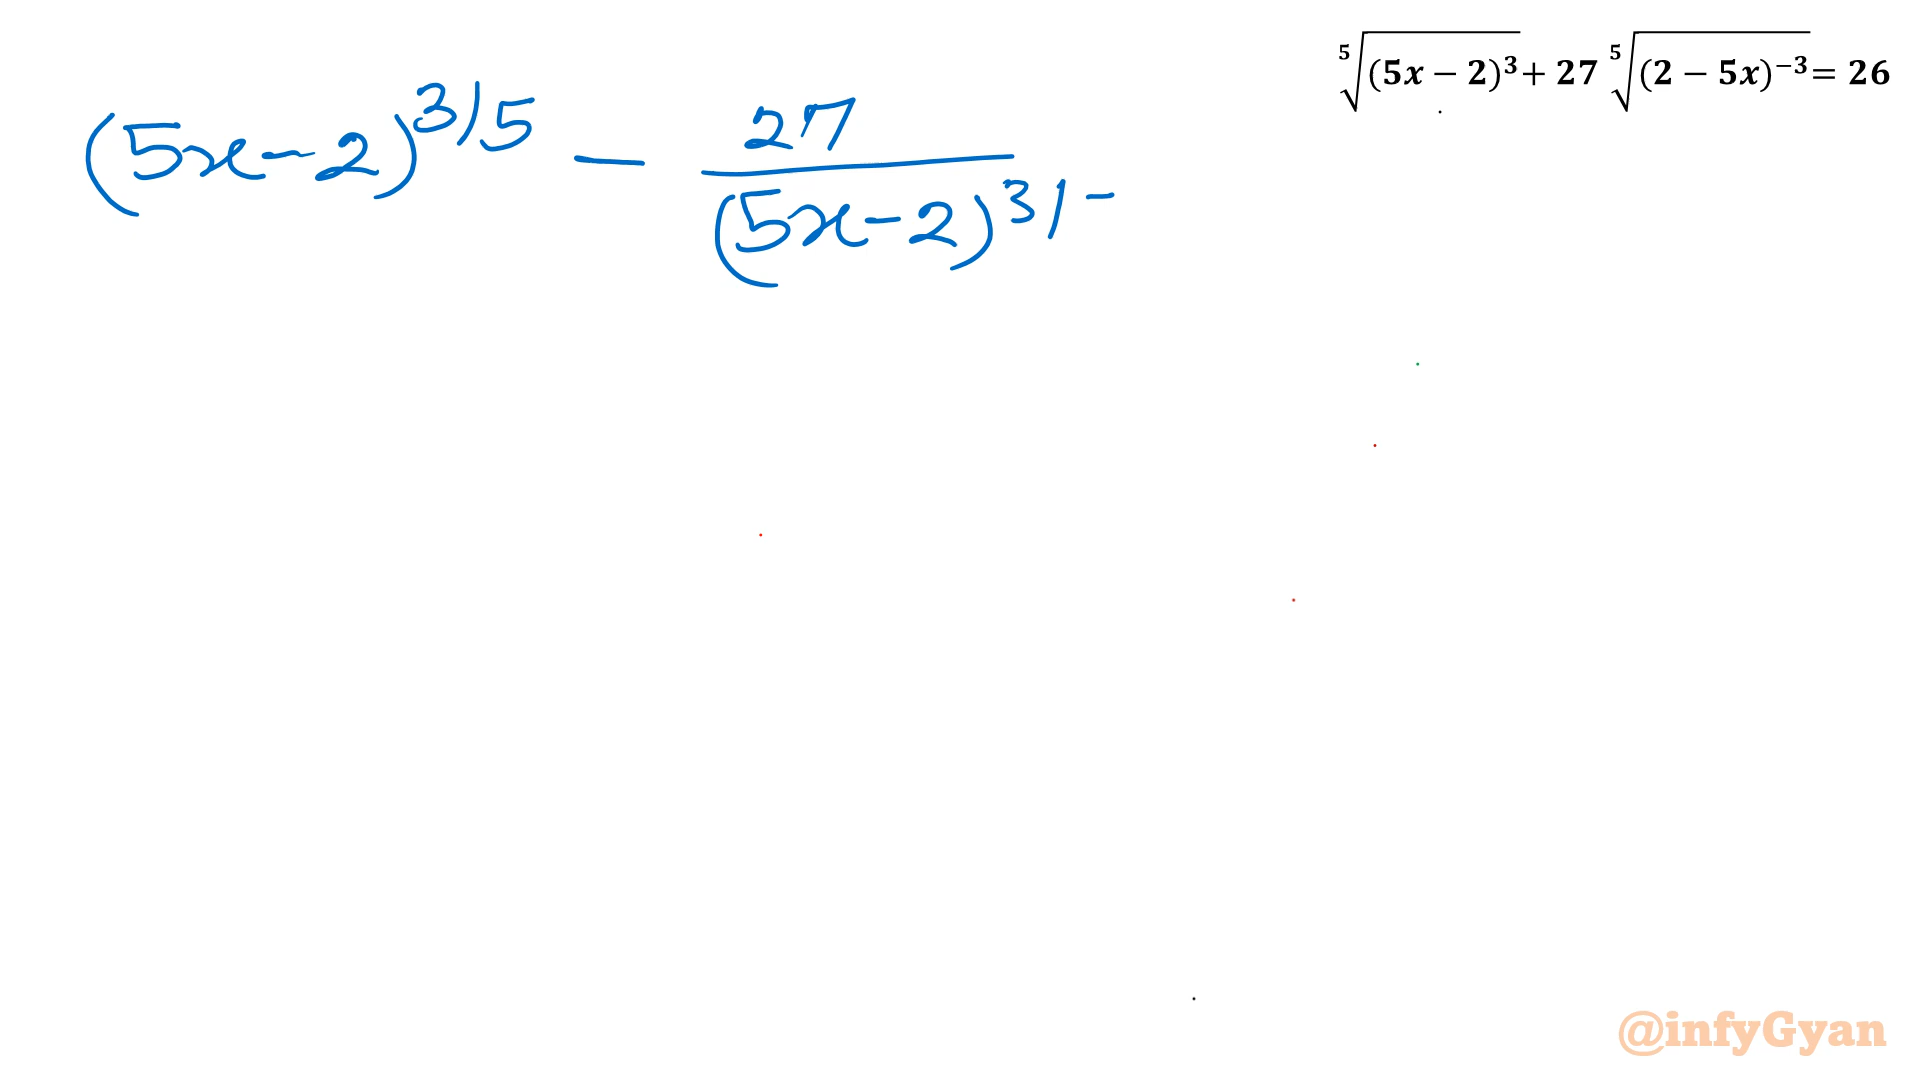 ⁵√(5x − 2)³ + 27 ⁵√(2 − 5x)⁻³ = 26
(5x − 2)^3/5 − 27/(5x − 2)^3/-
@infyGyan